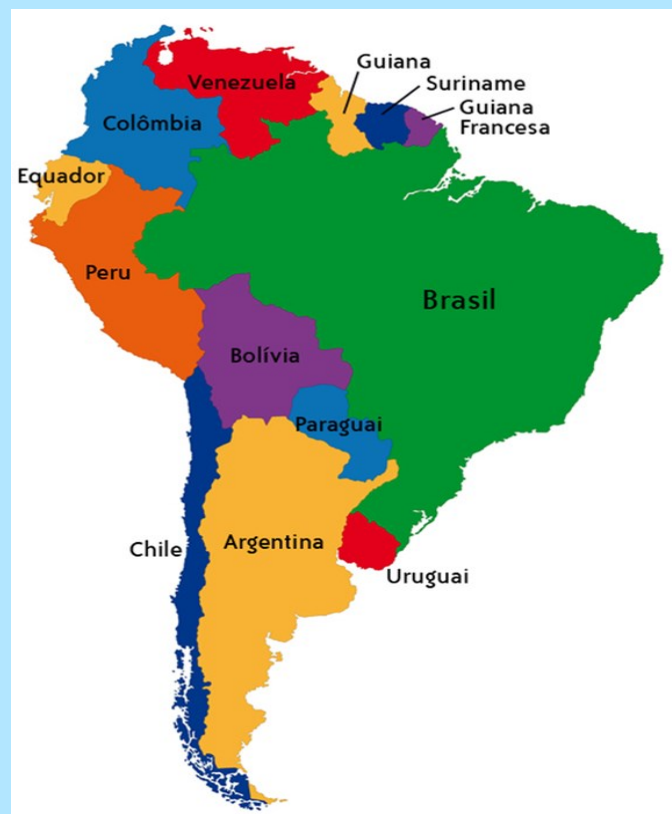 Guiana
Venezuela
Suriname
Guiana
Francesa
Colômbia
Equador
Peru
Brasil
Bolívia
Paraguai
Chile
Argentina
Uruguai